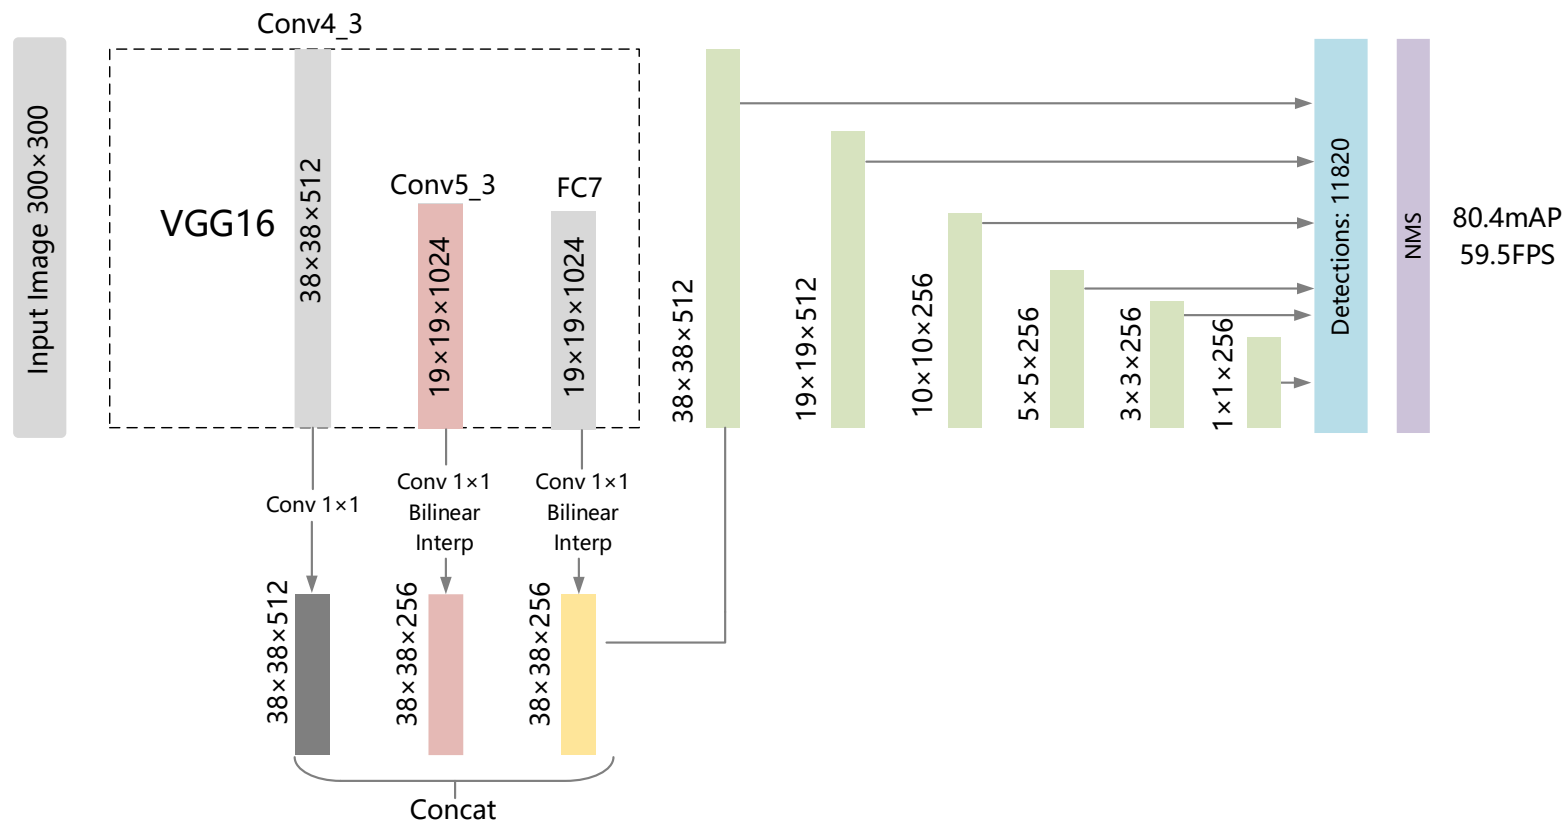 Conv4_3
Input Image 300×300
VGG16
38×38×512
Conv5_3
19×19×1024
FC7
19×19×1024
Conv 1×1
Conv 1×1
Bilinear
Interp
Conv 1×1
Bilinear
Interp
38×38×512
38×38×256
38×38×256
Concat
38×38×512
19×19×512
10×10×256
5×5×256
3×3×256
1×1×256
Detections: 11820
NMS
80.4mAP
59.5FPS